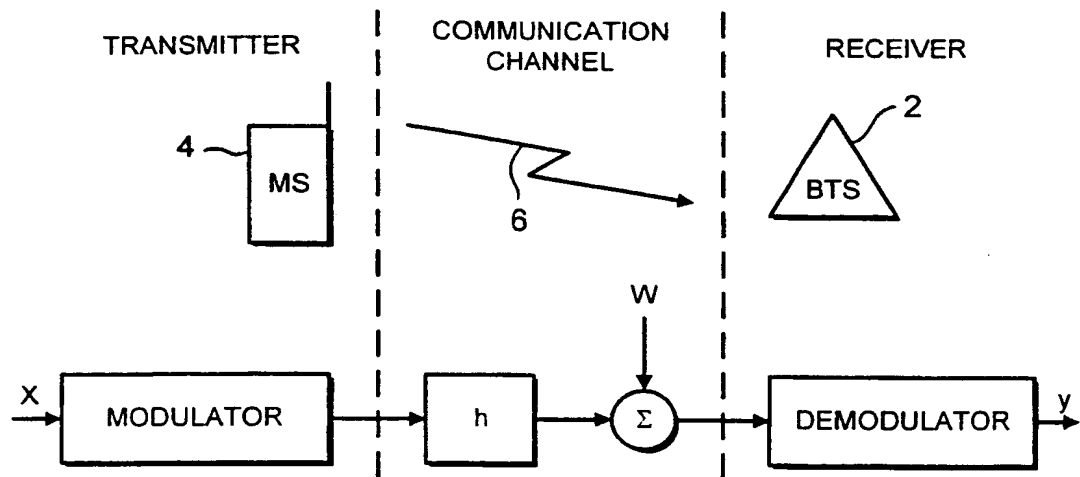 TRANSMITTER
COMMUNICATION
CHANNEL
RECEIVER
4
MS
6
2
BTS
W
X
MODULATOR
h
Σ
DEMODULATOR
y